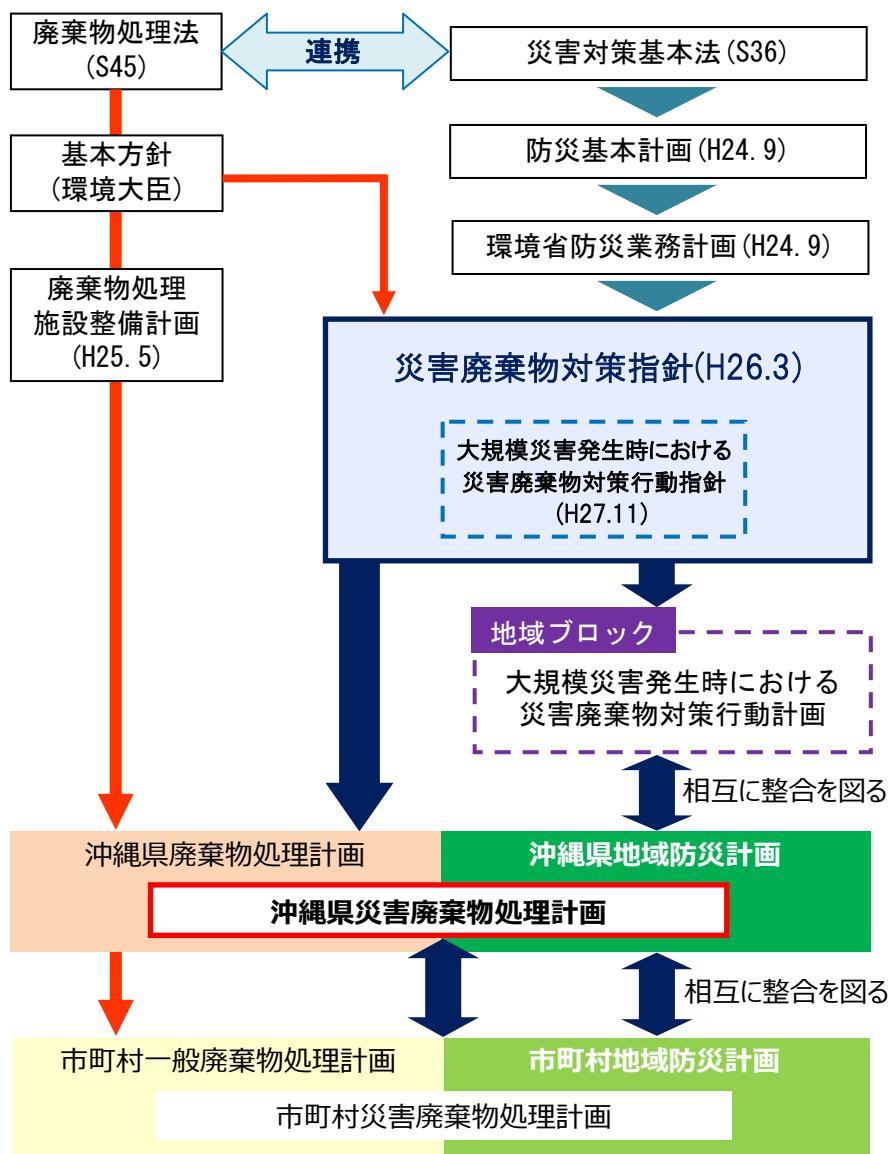 廃棄物処理法
(S45)
連携
災害対策基本法(S36)
基本方針
(環境大臣)
防災基本計画(H24.9)
環境省防災業務計画(H24.9)
廃棄物処理
施設整備計画
(H25.5)
災害廃棄物対策指針(H26.3)
大規模災害発生時における
災害廃棄物対策行動指針
(H27.11)
地域ブロック
大規模災害発生時における
災害廃棄物対策行動計画
相互に整合を図る
沖縄県廃棄物処理計画
沖縄県地域防災計画
沖縄県災害廃棄物処理計画
相互に整合を図る
市町村一般廃棄物処理計画
市町村地域防災計画
市町村災害廃棄物処理計画